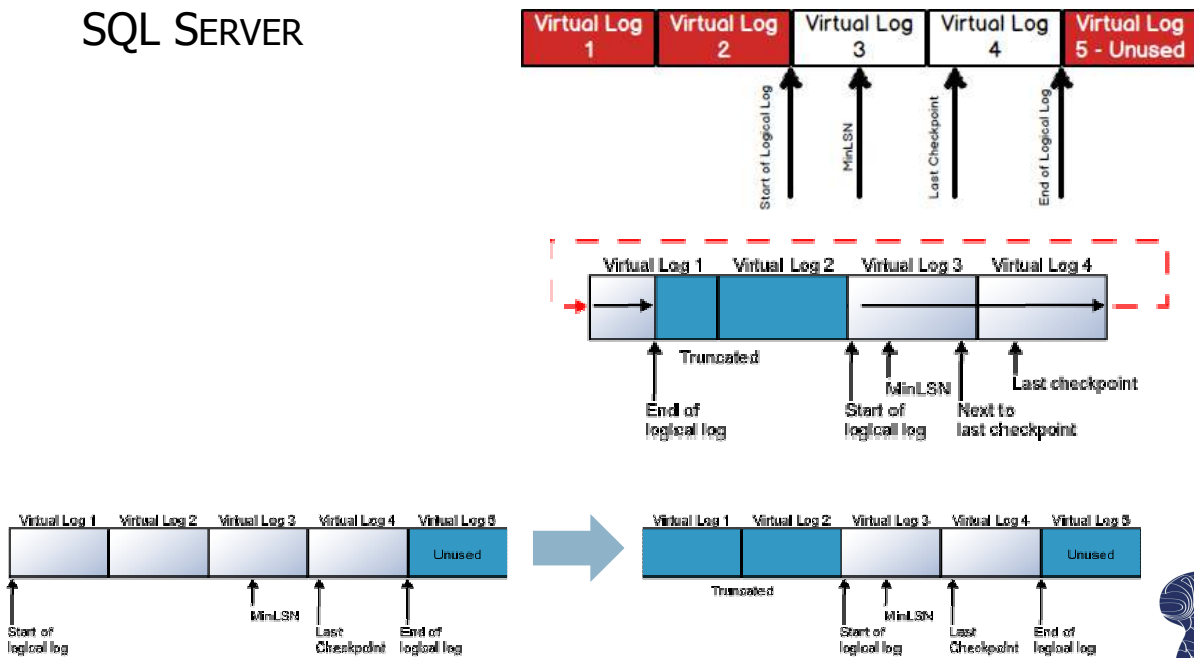 SQL SERVER
Virtual Log 1
Virtual Log 2
Virtual Log 3
Virtual Log 4
Virtual Log 5 - Unused
Start of Logical Log
MinLSN
Last Checkpoint
End of Logical Log
Virtual Log 1 Virtual Log 2 Virtual Log 3 Virtual Log 4
Truncated
MinLSN
Last checkpoint
End of logical log
Start of logical log
Next to last checkpoint
Virtual Log 1 Virtual Log 2 Virtual Log 3 Virtual Log 4 Virtual Log 5
Unused
MinLSN
Start of logical log
Last Checkpoint
End of logical log
Virtual Log 1 Virtual Log 2 Virtual Log 3 Virtual Log 4 Virtual Log 5
Unused
Truncated
MinLSN
Start of logical log
Last Checkpoint
End of logical log